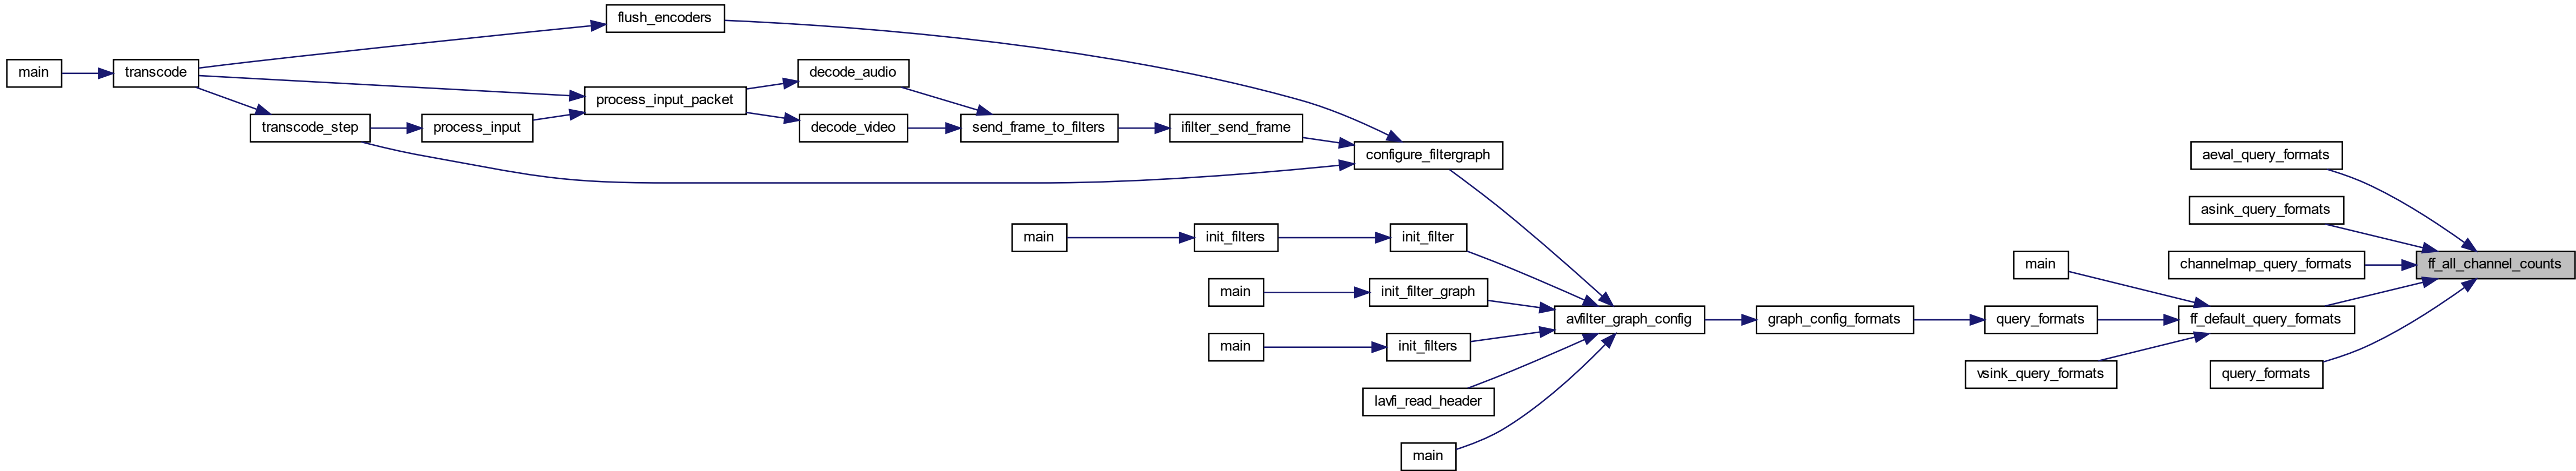 flush_encoders
main
transcode
decode_audio
process_input_packet
transcode_step
process_input
decode_video
send_frame_to_filters
ifilter_send_frame
configure_filtergraph
aeval_query_formats
asink_query_formats
main
init_filters
init_filter
main
channelmap_query_formats
ff_all_channel_counts
main
init_filter_graph
avfilter_graph_config
graph_config_formats
query_formats
ff_default_query_formats
main
init_filters
vsink_query_formats
query_formats
lavfi_read_header
main